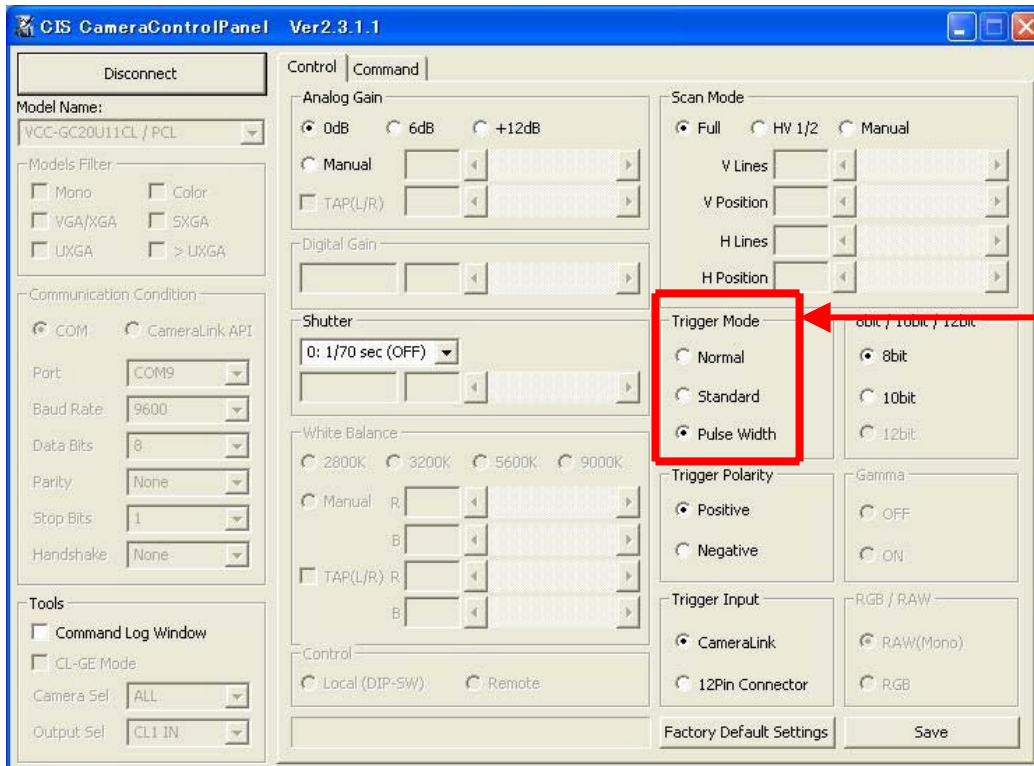 CIS CameraControlPanel Ver2.3.1.1
Disconnect
Model Name:
VCC-GC20U11CL / PCL
Models Filter
Mono
Color
VGA/XGA
SXGA
UXGA
> UXGA
Communication Condition
COM
CameraLink API
Port
COM9
Baud Rate
9600
Data Bits
8
Parity
None
Stop Bits
1
Handshake
None
Tools
Command Log Window
CL-GE Mode
Camera Sel
ALL
Output Sel
CL1 IN
Control
Command
Analog Gain
0dB
6dB
+12dB
Manual
TAP(L/R)
Digital Gain
Shutter
0: 1/70 sec (OFF)
White Balance
2800K
3200K
5600K
9000K
Manual
R
B
TAP(L/R)
R
B
Control
Local (DIP-SW)
Remote
Scan Mode
Full
HV 1/2
Manual
V Lines
V Position
H Lines
H Position
Trigger Mode
Normal
Standard
Pulse Width
8bit / 10bit / 12bit
8bit
10bit
12bit
Trigger Polarity
Positive
Negative
Gamma
OFF
ON
Trigger Input
CameraLink
12Pin Connector
RGB / RAW
RAW(Mono)
RGB
Factory Default Settings
Save